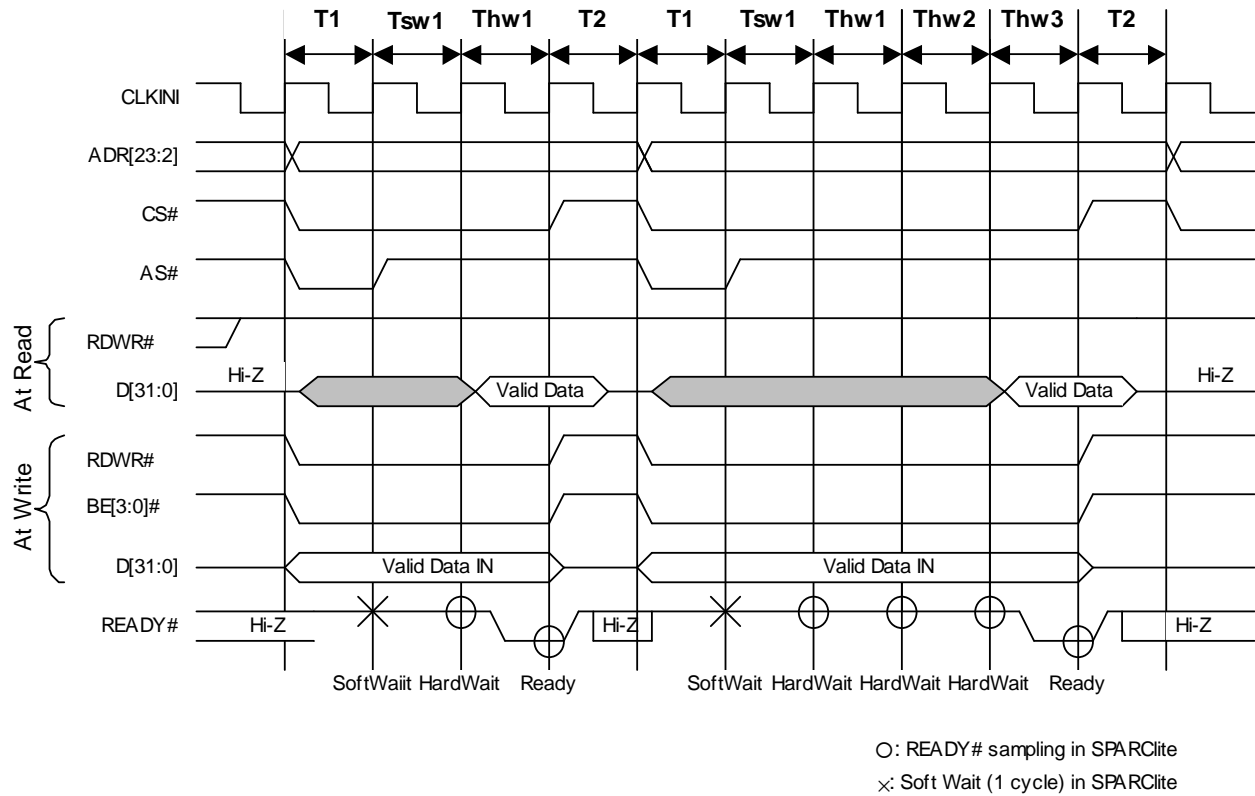 T1 Tsw1 Thw1 T2 T1 Tsw1 Thw1 Thw2 Thw3 T2
CLKINI
ADR[23:2]
CS#
AS#
At Read
RDWR#
Hi-Z Hi-Z
D[31:0] Valid Data Valid Data
At Write
RDWR#
BE[3:0]#
D[31:0] Valid Data IN Valid Data IN
READY# Hi-Z Hi-Z Hi-Z
SoftWaiit HardWait Ready SoftWait HardWait HardWait HardWait Ready
: READY# sampling in SPARClite
: Soft Wait (1 cycle) in SPARClite